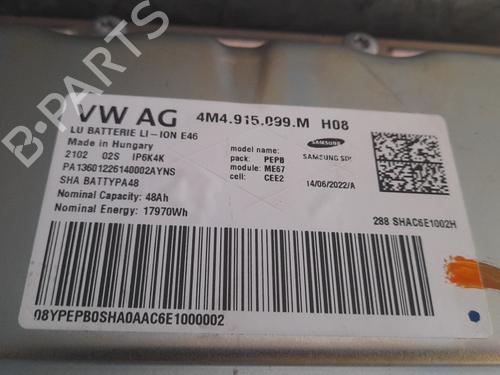 B-PARTS
VW AG 4M4.915.099.M H08
LU BATTERIE LI-ION E46
Made in Hungary
2102 02S IP6K4K
PA13601226140002AYNS
SHA BATTYPA48
Nominal Capacity: 48Ah
Nominal Energy: 17970Wh
product: PEV2
pack: PEPB
module: ME67
cell: CEE2
SAMSUNG
SAMSUNG SDI
14/06/2022/A
288 SHAC6E1002H
08YPEPB0SHA0AAC6E1000002